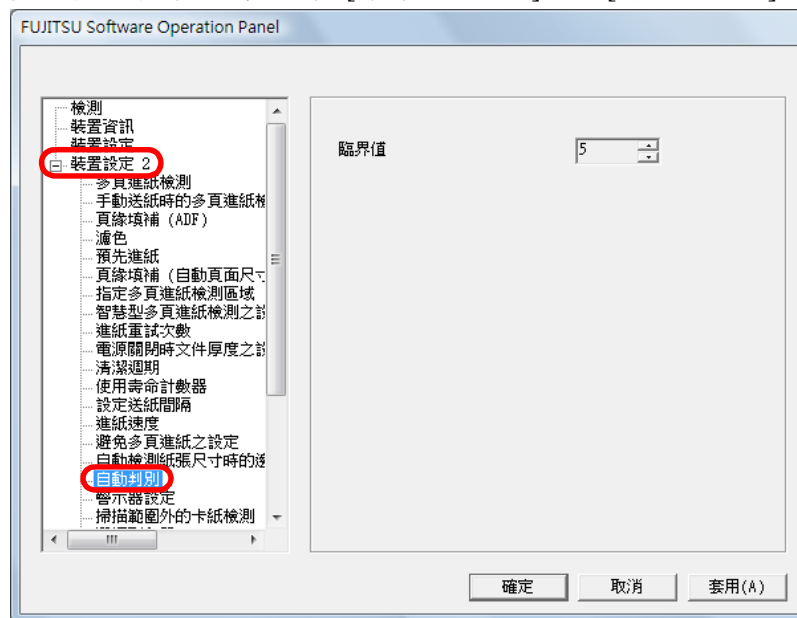 FUJITSU Software Operation Panel
檢測
裝置資訊
裝置設定
裝置設定 2
多頁進紙檢測
手動送紙時的多頁進紙檢
頁緣填補 (ADF)
濾色
預先進紙
頁緣填補 (自動頁面尺寸
指定多頁進紙檢測區域
智慧型多頁進紙檢測之設
進紙重試次數
電源關閉時文件厚度之設
清潔週期
使用壽命計數器
設定送紙間隔
進紙速度
避免多頁進紙之設定
自動檢測紙張尺寸時的邊
自動判別
警示器設定
掃描範圍外的卡紙檢測
臨界值
5
確定
取消
套用(A)